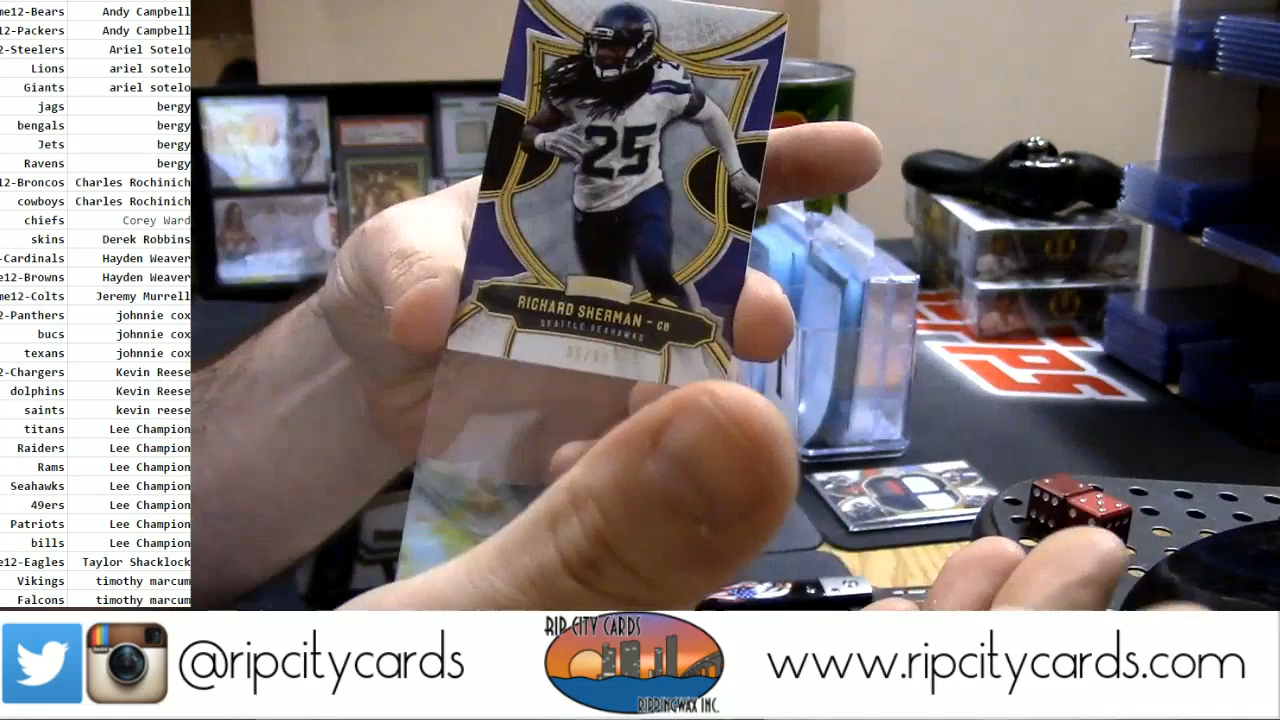 me12-Bears Andy Campbell
me12-Packers Andy Campbell
2-Steelers Ariel Sotelo
Lions ariel sotelo
Giants ariel sotelo
jags bergy
bengals bergy
Jets bergy
Ravens bergy
12-Broncos Charles Rochinich
cowboys Charles Rochinich
chiefs Corey Ward
skins Derek Robbins
-Cardinals Hayden Weaver
me12-Browns Hayden Weaver
me12-Colts Jeremy Murrell
2-Panthers johnnie cox
bucs johnnie cox
texans johnnie cox
2-Chargers Kevin Reese
dolphins Kevin Reese
saints kevin reese
titans Lee Champion
Raiders Lee Champion
Rams Lee Champion
Seahawks Lee Champion
49ers Lee Champion
Patriots Lee Champion
bills Lee Champion
e12-Eagles Taylor Shacklock
Vikings timothy marcum
Falcons timothy marcum
25
RICHARD SHERMAN - CB
SEATTLE SEAHAWKS
@ripcitycards
RIP CITY CARDS
RIPPINGWAX INC.
www.ripcitycards.com